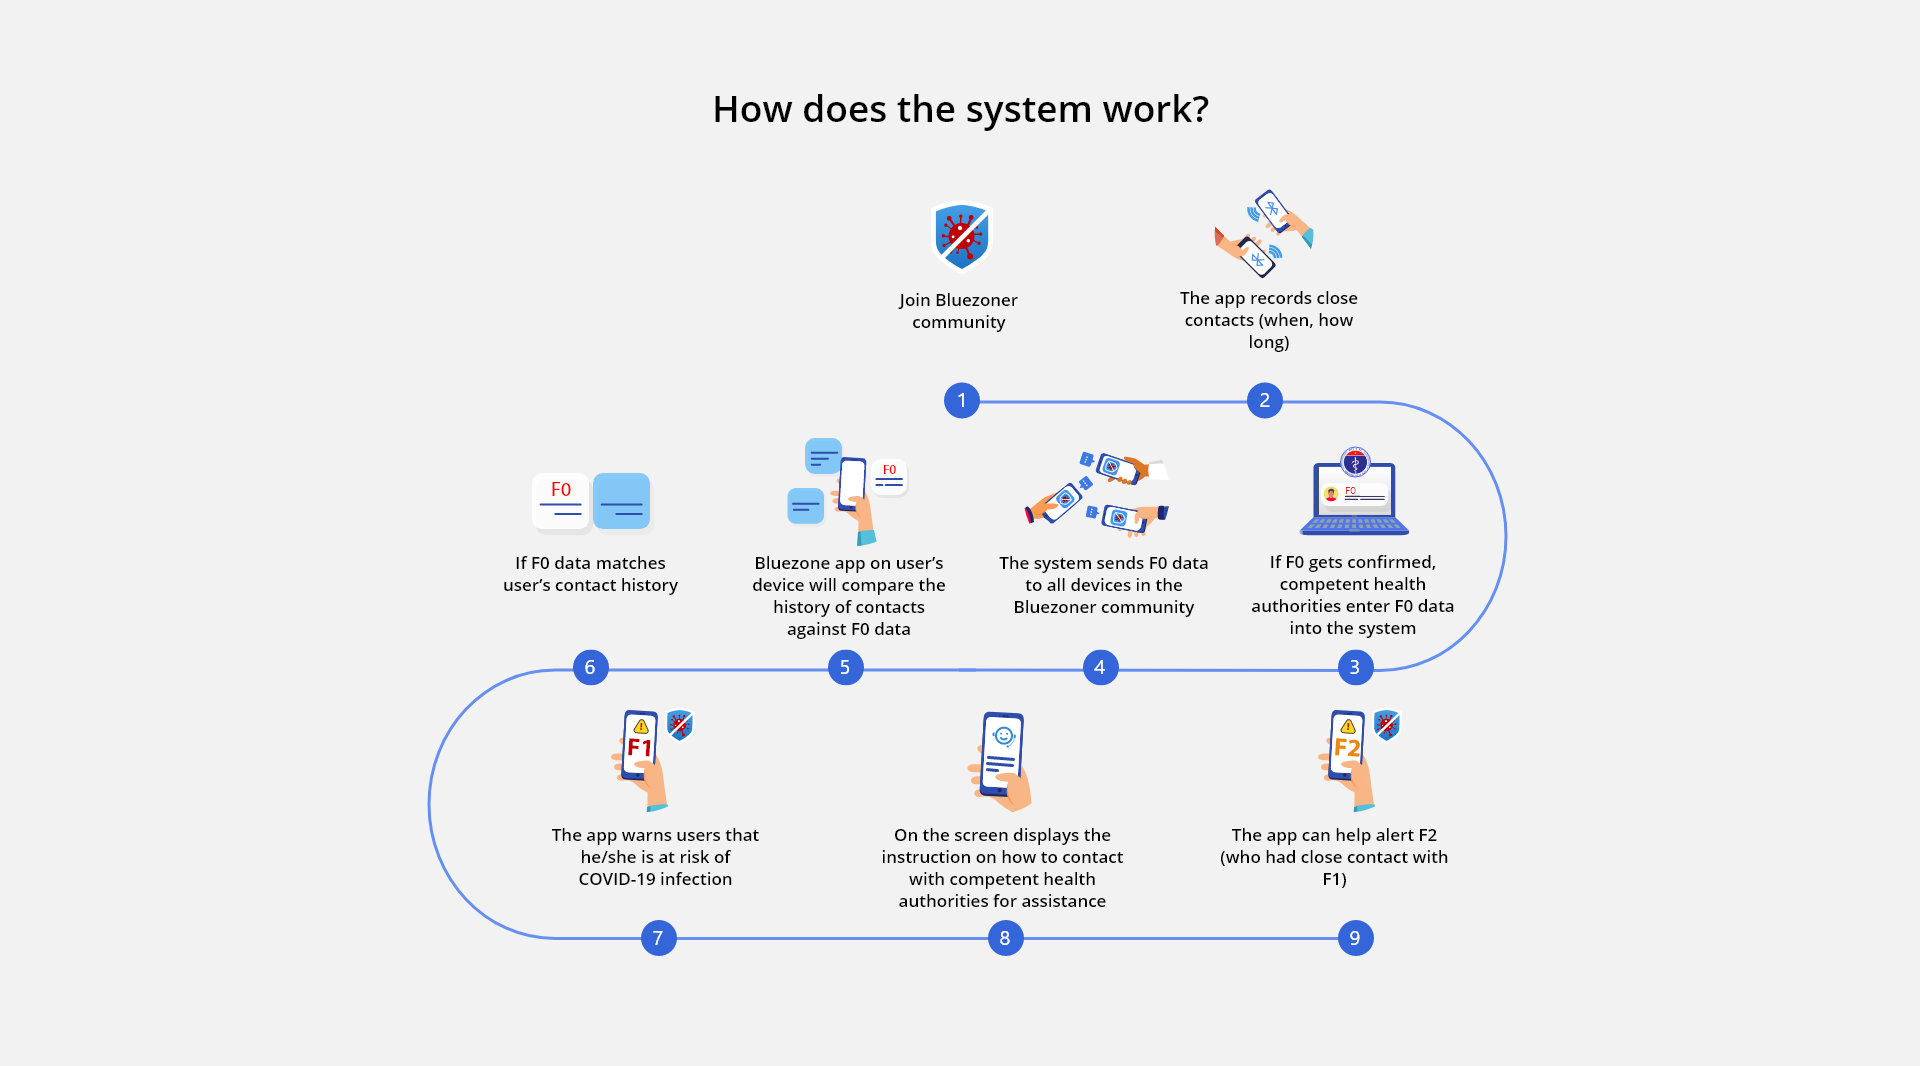 How does the system work?
Join Bluezoner
community
The app records close
contacts (when, how
long)
1
2
If F0 gets confirmed,
competent health
authorities enter F0 data
into the system
3
F0
The system sends F0 data
to all devices in the
Bluezoner community
4
F0
Bluezone app on user’s
device will compare the
history of contacts
against F0 data
5
F0
If F0 data matches
user’s contact history
6
F1
The app warns users that
he/she is at risk of
COVID-19 infection
7
On the screen displays the
instruction on how to contact
with competent health
authorities for assistance
8
F2
The app can help alert F2
(who had close contact with
F1)
9